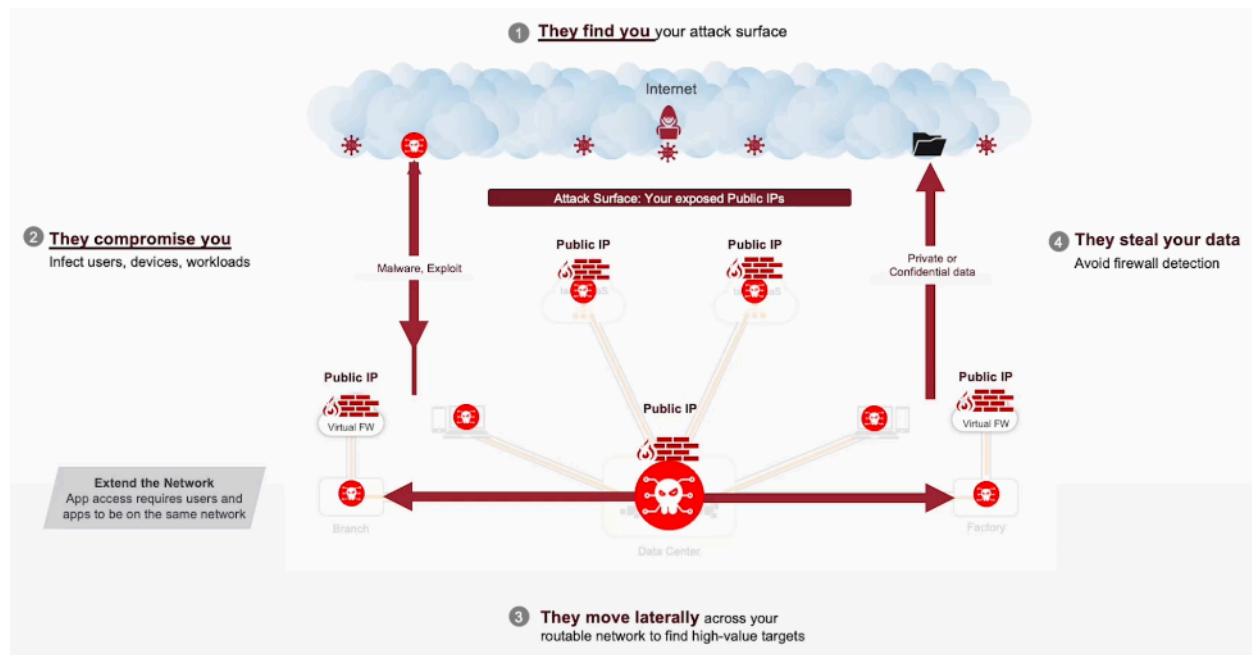 1 They find you your attack surface
Internet
Attack Surface: Your exposed Public IPs
2 They compromise you
Infect users, devices, workloads
Malware, Exploit
Public IP
Public IP
Private or
Confidential data
4 They steal your data
Avoid firewall detection
Public IP
Virtual FW
Public IP
Public IP
Virtual FW
Extend the Network
App access requires users and
apps to be on the same network
Branch
Data Center
Factory
3 They move laterally across your
routable network to find high-value targets